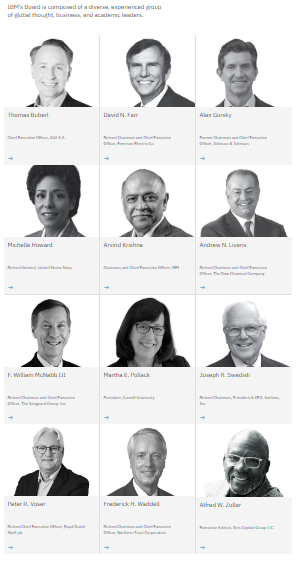 IBM's Board is composed of a diverse, experienced group
of global thought, business, and academic leaders.
Thomas Buberl
David N. Farr
Alex Gorsky
Chief Executive Officer, AXA S.A.
Retired Chairman and Chief Executive
Officer, Emerson Electric Co.
Former Chairman and Chief Executive
Officer, Johnson & Johnson
Michelle Howard
Arvind Krishna
Andrew N. Liveris
Retired Admiral, United States Navy
Chairman and Chief Executive Officer, IBM
Retired Chairman and Chief Executive
Officer, The Dow Chemical Company
F. William McNabb III
Martha E. Pollack
Joseph R. Swedish
Retired Chairman and Chief Executive
Officer, The Vanguard Group, Inc.
President, Cornell University
Retired Chairman, President & CEO, Anthem,
Inc.
Peter R. Voser
Frederick H. Waddell
Alfred W. Zollar
Retired Chief Executive Officer, Royal Dutch
Shell plc
Retired Chairman and Chief Executive
Officer, Northern Trust Corporation
Executive Advisor, Siris Capital Group LLC